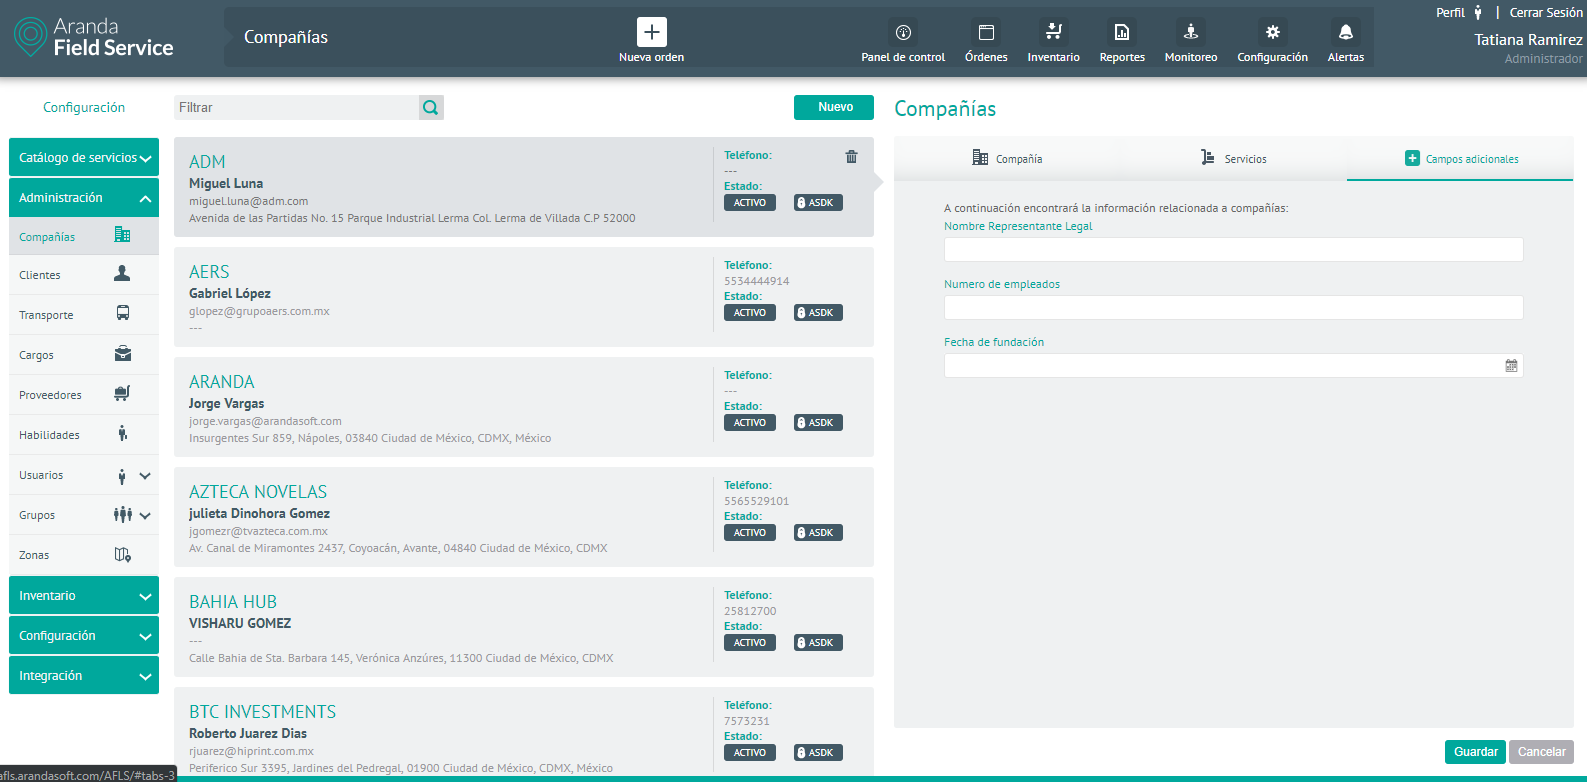 Aranda
Field Service
Compañías
Nueva orden
Panel de control
Órdenes
Inventario
Reportes
Monitoreo
Configuración
Alertas
Perfil | Cerrar Sesión
Tatiana Ramirez
Administrador
Configuración
Catálogo de servicios
Administración
Compañías
Clientes
Transporte
Cargos
Proveedores
Habilidades
Usuarios
Grupos
Zonas
Inventario
Configuración
Integración
Filtrar
Nuevo
ADM
Miguel Luna
miguel.luna@adm.com
Avenida de las Partidas No. 15 Parque Industrial Lerma Col. Lerma de Villada C.P 52000
Teléfono:
---
Estado:
ACTIVO ASDK
AERS
Gabriel López
glopez@grupoaers.com.mx
---
Teléfono:
5534444914
Estado:
ACTIVO ASDK
ARANDA
Jorge Vargas
jorge.vargas@arandasoft.com
Insurgentes Sur 859, Nápoles, 03840 Ciudad de México, CDMX, México
Teléfono:
---
Estado:
ACTIVO ASDK
AZTECA NOVELAS
julieta Dinohora Gomez
jgomezr@tvazteca.com.mx
Av. Canal de Miramontes 2437, Coyoacán, Avante, 04840 Ciudad de México, CDMX
Teléfono:
5565529101
Estado:
ACTIVO ASDK
BAHIA HUB
VISHARU GOMEZ
---
Calle Bahia de Sta. Barbara 145, Verónica Anzúres, 11300 Ciudad de México, CDMX
Teléfono:
25812700
Estado:
ACTIVO ASDK
BTC INVESTMENTS
Roberto Juarez Dias
rjuarez@hiprint.com.mx
Periferico Sur 3395, Jardines del Pedregal, 01900 Ciudad de México, CDMX, México
Teléfono:
7573231
Estado:
ACTIVO ASDK
Compañías
Compañía
Servicios
Campos adicionales
A continuación encontrará la información relacionada a compañías:
Nombre Representante Legal
Numero de empleados
Fecha de fundación
Guardar
Cancelar
afls.arandasoft.com/AFLS/#tabs-3